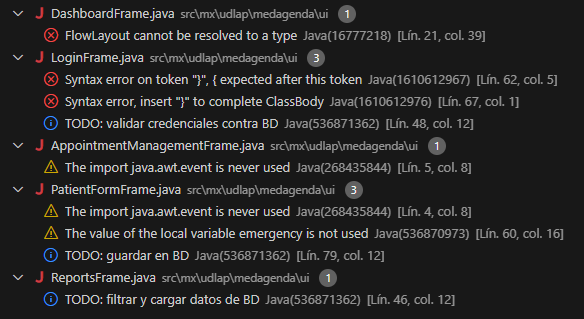 DashboardFrame.java src\mx\udlap\medagenda\ui 1
FlowLayout cannot be resolved to a type Java(16777218) [Lín. 21, col. 39]
LoginFrame.java src\mx\udlap\medagenda\ui 3
Syntax error on token "}", { expected after this token Java(1610612967) [Lín. 62, col. 5]
Syntax error, insert "}" to complete ClassBody Java(1610612976) [Lín. 67, col. 1]
TODO: validar credenciales contra BD Java(536871362) [Lín. 48, col. 12]
AppointmentManagementFrame.java src\mx\udlap\medagenda\ui 1
The import java.awt.event is never used Java(268435844) [Lín. 5, col. 8]
PatientFormFrame.java src\mx\udlap\medagenda\ui 3
The import java.awt.event is never used Java(268435844) [Lín. 4, col. 8]
The value of the local variable emergency is not used Java(536870973) [Lín. 60, col. 16]
TODO: guardar en BD Java(536871362) [Lín. 79, col. 12]
ReportsFrame.java src\mx\udlap\medagenda\ui 1
TODO: filtrar y cargar datos de BD Java(536871362) [Lín. 46, col. 12]